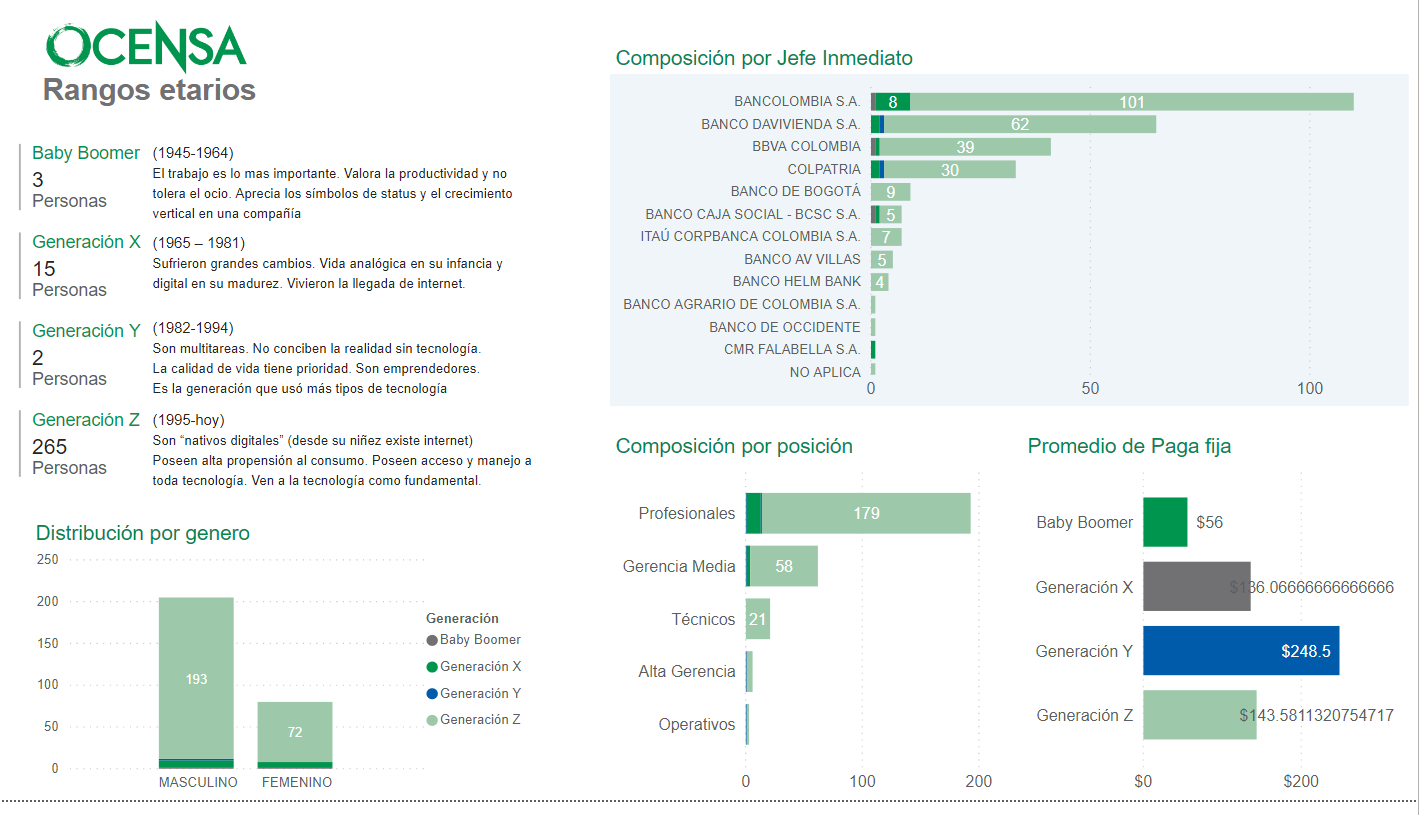 OCENSA
Rangos etarios
Baby Boomer
3
Personas
(1945-1964)
El trabajo es lo mas importante. Valora la productividad y no
tolera el ocio. Aprecia los símbolos de status y el crecimiento
vertical en una compañía
Generación X
15
Personas
(1965 – 1981)
Sufrieron grandes cambios. Vida analógica en su infancia y
digital en su madurez. Vivieron la llegada de internet.
Generación Y
2
Personas
(1982-1994)
Son multitareas. No conciben la realidad sin tecnología.
La calidad de vida tiene prioridad. Son emprendedores.
Es la generación que usó más tipos de tecnología
Generación Z
265
Personas
(1995-hoy)
Son “nativos digitales” (desde su niñez existe internet)
Poseen alta propensión al consumo. Poseen acceso y manejo a
toda tecnología. Ven a la tecnología como fundamental.
Distribución por genero
250
200
150
100
50
0
193
72
MASCULINO
FEMENINO
Generación
Baby Boomer
Generación X
Generación Y
Generación Z
Composición por Jefe Inmediato
BANCOLOMBIA S.A. 8 101
BANCO DAVIVIENDA S.A. 62
BBVA COLOMBIA 39
COLPATRIA 30
BANCO DE BOGOTÁ 9
BANCO CAJA SOCIAL - BCSC S.A. 5
ITAÚ CORPBANCA COLOMBIA S.A. 7
BANCO AV VILLAS 5
BANCO HELM BANK 4
BANCO AGRARIO DE COLOMBIA S.A.
BANCO DE OCCIDENTE
CMR FALABELLA S.A.
NO APLICA
0 50 100
Composición por posición
Profesionales 179
Gerencia Media 58
Técnicos 21
Alta Gerencia
Operativos
0 100 200
Promedio de Paga fija
Baby Boomer $56
Generación X $136.06666666666666
Generación Y $248.5
Generación Z $143.5811320754717
$0 $200